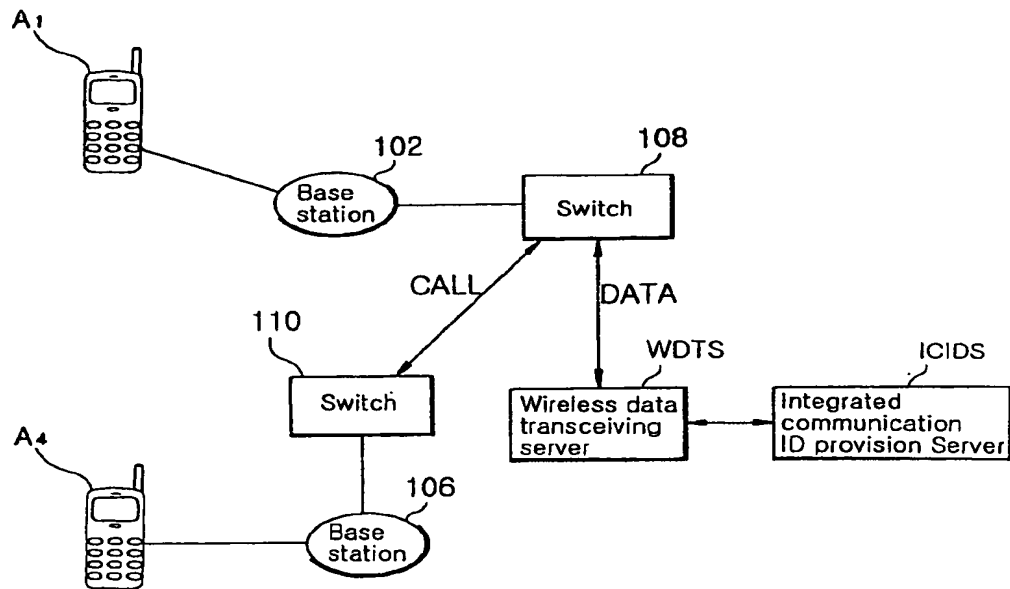 A1
102
108
Base
station
Switch
CALL
DATA
110
WDTS
ICIDS
Switch
Wireless data
transceiving
server
Integrated
communication
ID provision Server
A4
106
Base
station